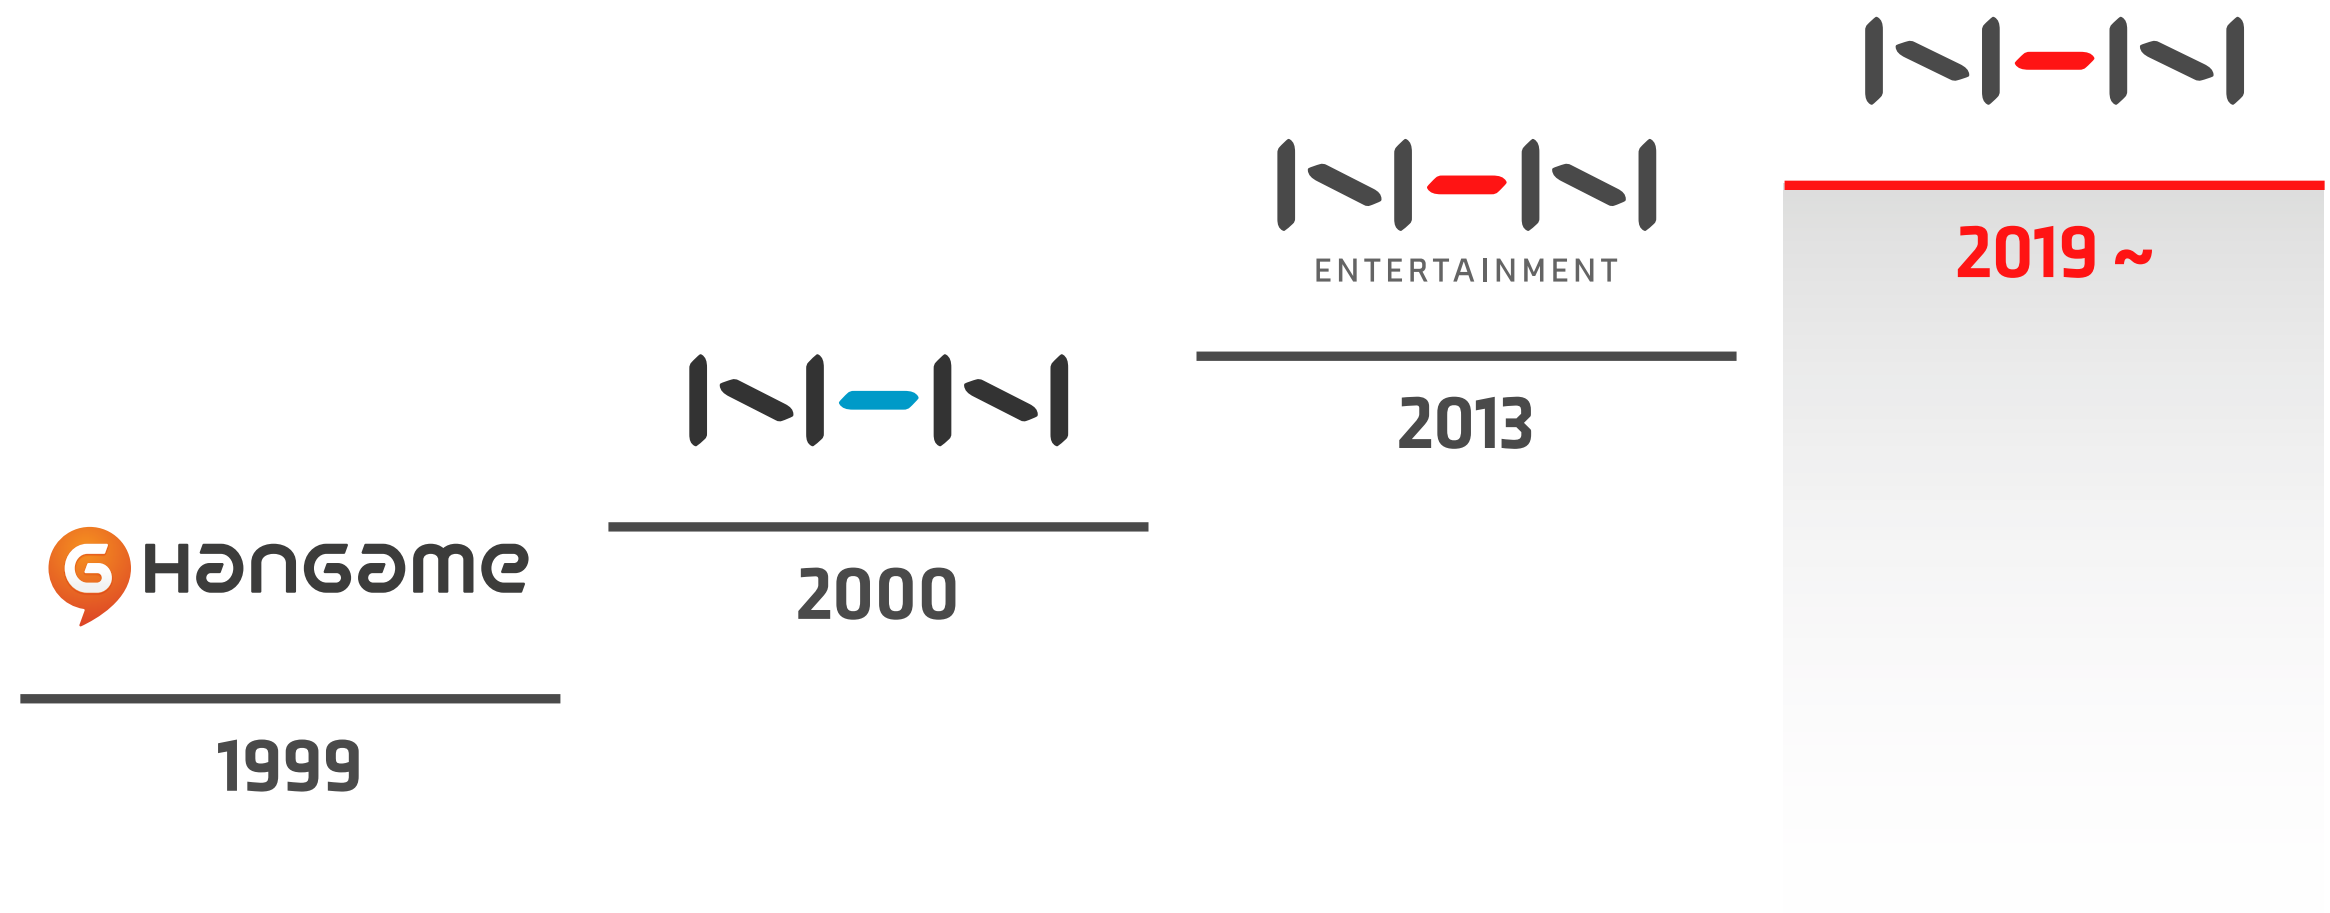 HANGAME
1999
NHN
2000
NHN
ENTERTAINMENT
2013
NHN
2019 ~